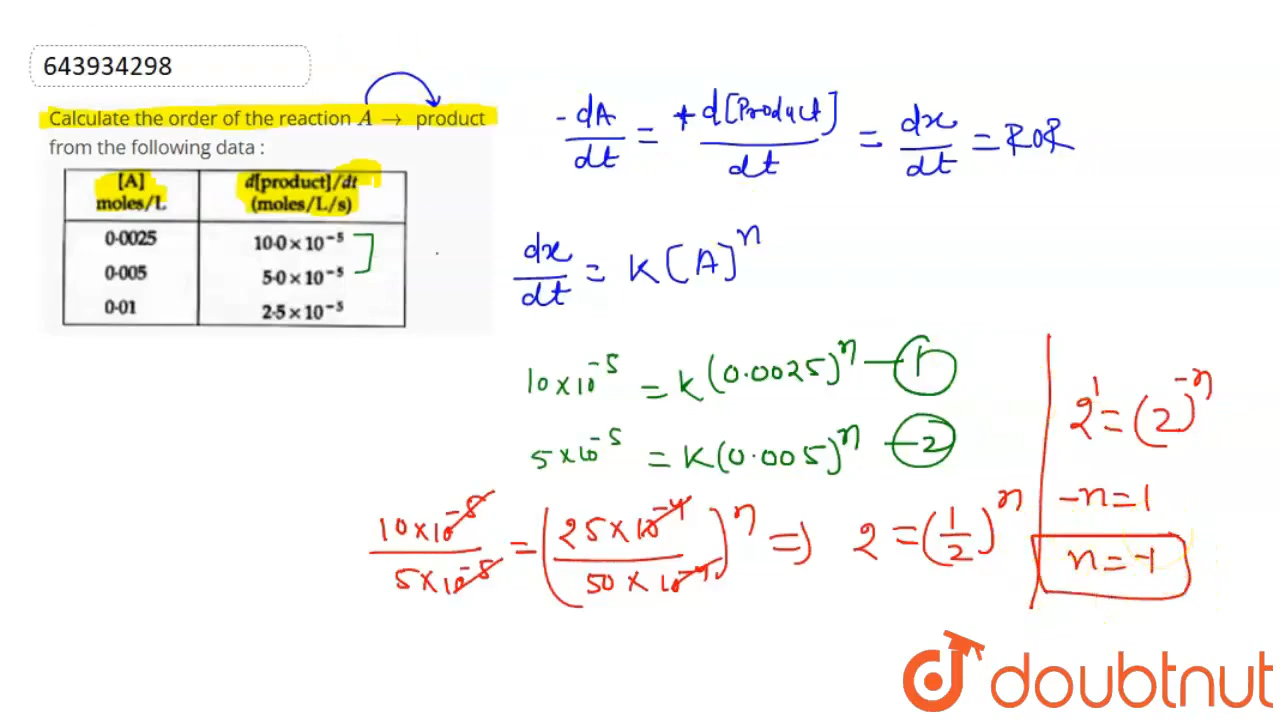 643934298
Calculate the order of the reaction A → product
from the following data :
[A] d[product]/dt
moles/L (moles/L/s)
0·0025 10·0 × 10⁻⁵
0·005 5·0 × 10⁻⁵
0·01 2·5 × 10⁻⁵
-dA/dt = +d[Product]/dt = dx/dt = ROR
dx/dt = K[A]ⁿ
10×10⁻⁵ = K(0.0025)ⁿ — 1
5×10⁻⁵ = K(0.005)ⁿ — 2
10×10⁻⁵/5×10⁻⁵ = (25×10⁻⁴/50×10⁻⁴)ⁿ ⇒ 2 = (1/2)ⁿ
2¹ = (2)⁻ⁿ
-n = 1
n = -1
doubtnut